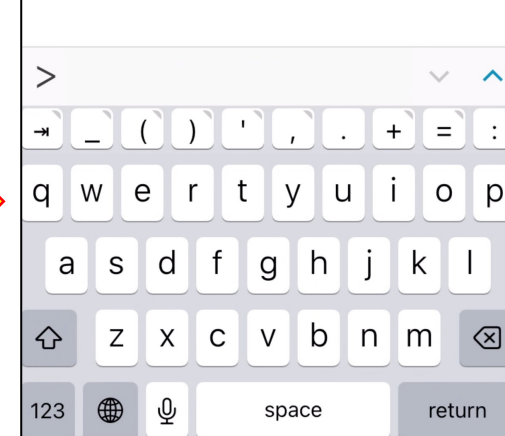 >
⇥ _ ( ) ' , . + = :
q w e r t y u i o p
a s d f g h j k l
z x c v b n m
123 space return